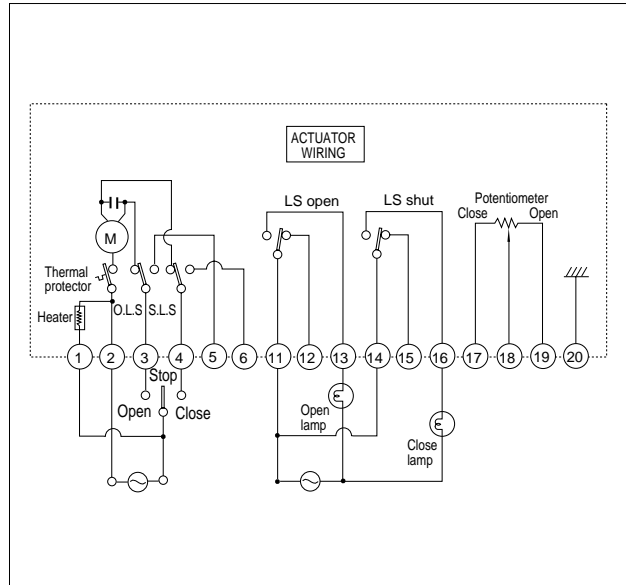 ACTUATOR
WIRING
LS open
LS shut
Potentiometer
Close
Open
M
Thermal
protector
O.L.S
S.L.S
Heater
1 2 3 4 5 6 11 12 13 14 15 16 17 18 19 20
Stop
Open
Close
Open
lamp
Close
lamp